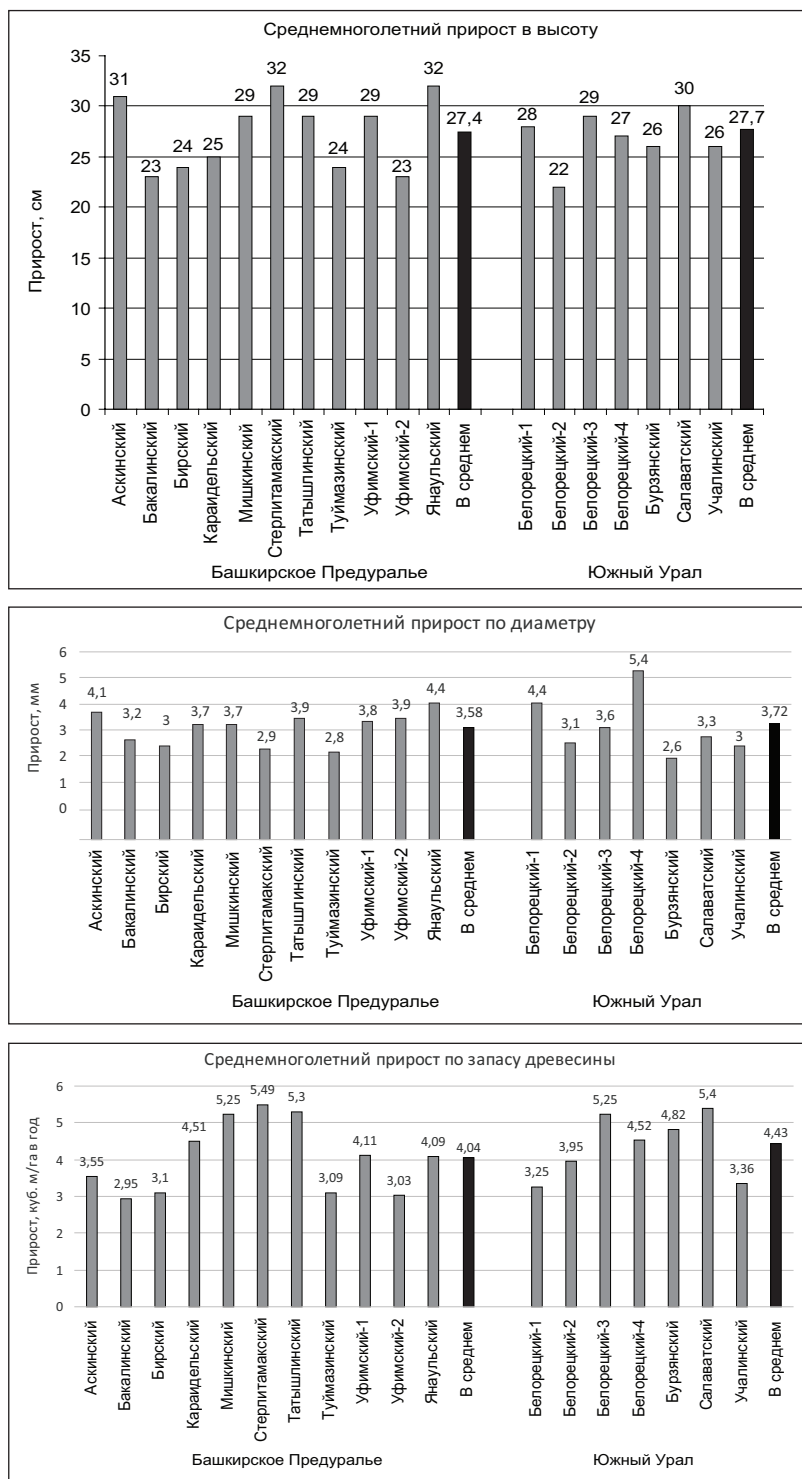 Среднемноголетний прирост в высоту
Прирост, см
35
30
25
20
15
10
5
0
31
23
24
25
29
32
29
24
29
23
32
27,4
28
22
29
27
26
30
26
27,7
Аскинский
Бакалинский
Бирский
Караидельский
Мишкинский
Стерлитамакский
Татышлинский
Туймазинский
Уфимский-1
Уфимский-2
Янаульский
В среднем
Белорецкий-1
Белорецкий-2
Белорецкий-3
Белорецкий-4
Бурзянский
Салаватский
Учалинский
В среднем
Башкирское Предуралье
Южный Урал
Среднемноголетний прирост по диаметру
Прирост, мм
6
5
4
3
2
1
0
4,1
3,2
3
3,7
3,7
2,9
3,9
2,8
3,8
3,9
4,4
3,58
4,4
3,1
3,6
5,4
2,6
3,3
3
3,72
Аскинский
Бакалинский
Бирский
Караидельский
Мишкинский
Стерлитамакский
Татышлинский
Туймазинский
Уфимский-1
Уфимский-2
Янаульский
В среднем
Белорецкий-1
Белорецкий-2
Белорецкий-3
Белорецкий-4
Бурзянский
Салаватский
Учалинский
В среднем
Башкирское Предуралье
Южный Урал
Среднемноголетний прирост по запасу древесины
Прирост, куб. м/га в год
6
5
4
3
2
1
0
3,55
2,95
3,1
4,51
5,25
5,49
5,3
3,09
4,11
3,03
4,09
4,04
3,25
3,95
5,25
4,52
4,82
5,4
3,36
4,43
Аскинский
Бакалинский
Бирский
Караидельский
Мишкинский
Стерлитамакский
Татышлинский
Туймазинский
Уфимский-1
Уфимский-2
Янаульский
В среднем
Белорецкий-1
Белорецкий-2
Белорецкий-3
Белорецкий-4
Бурзянский
Салаватский
Учалинский
В среднем
Башкирское Предуралье
Южный Урал